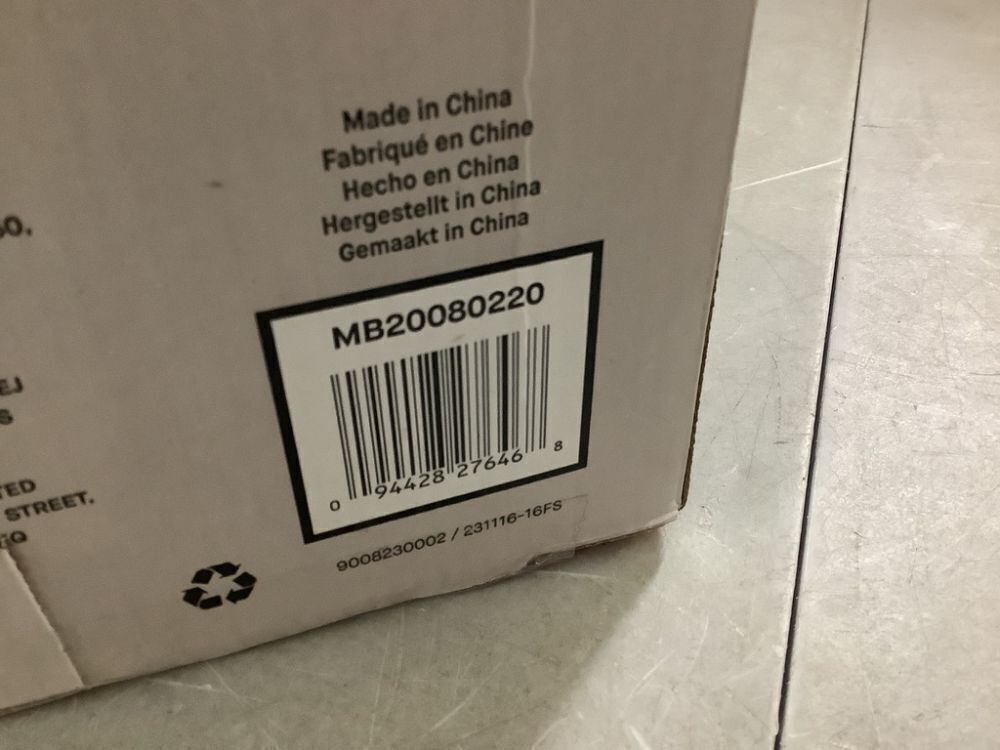 Made in China
Fabriqué en Chine
Hecho en China
Hergestellt in China
Gemaakt in China
MB20080220
0 94428 27646 8
9008230002 / 231116-16FS
STREET,